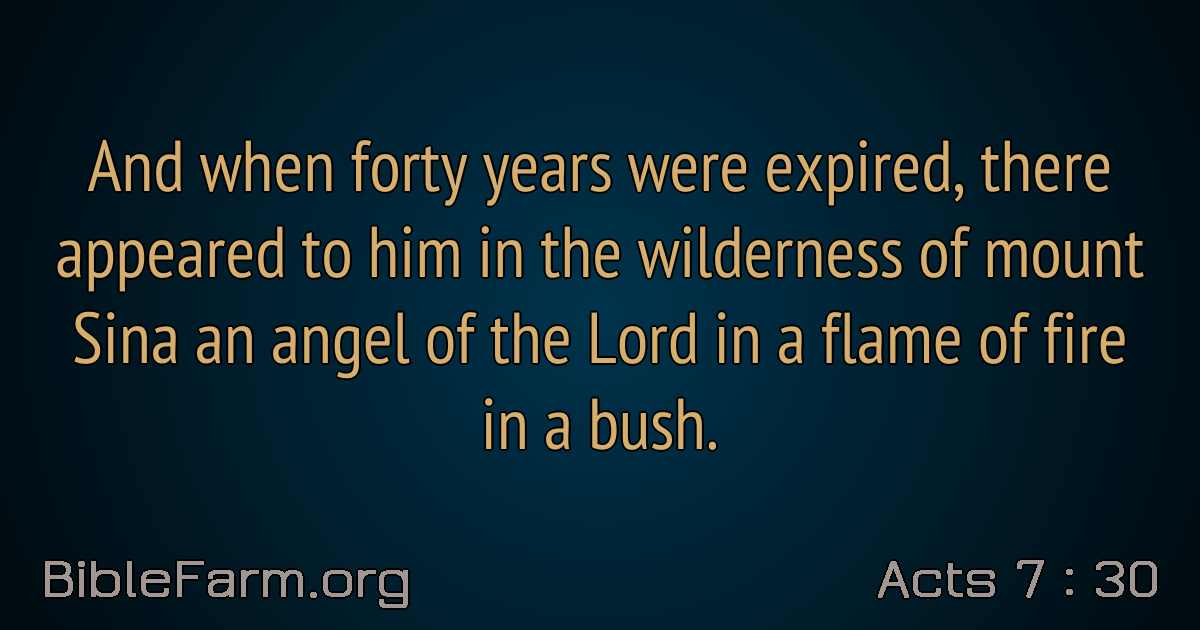 And when forty years were expired, there
appeared to him in the wilderness of mount
Sina an angel of the Lord in a flame of fire
in a bush.
BibleFarm.org
Acts 7 : 30